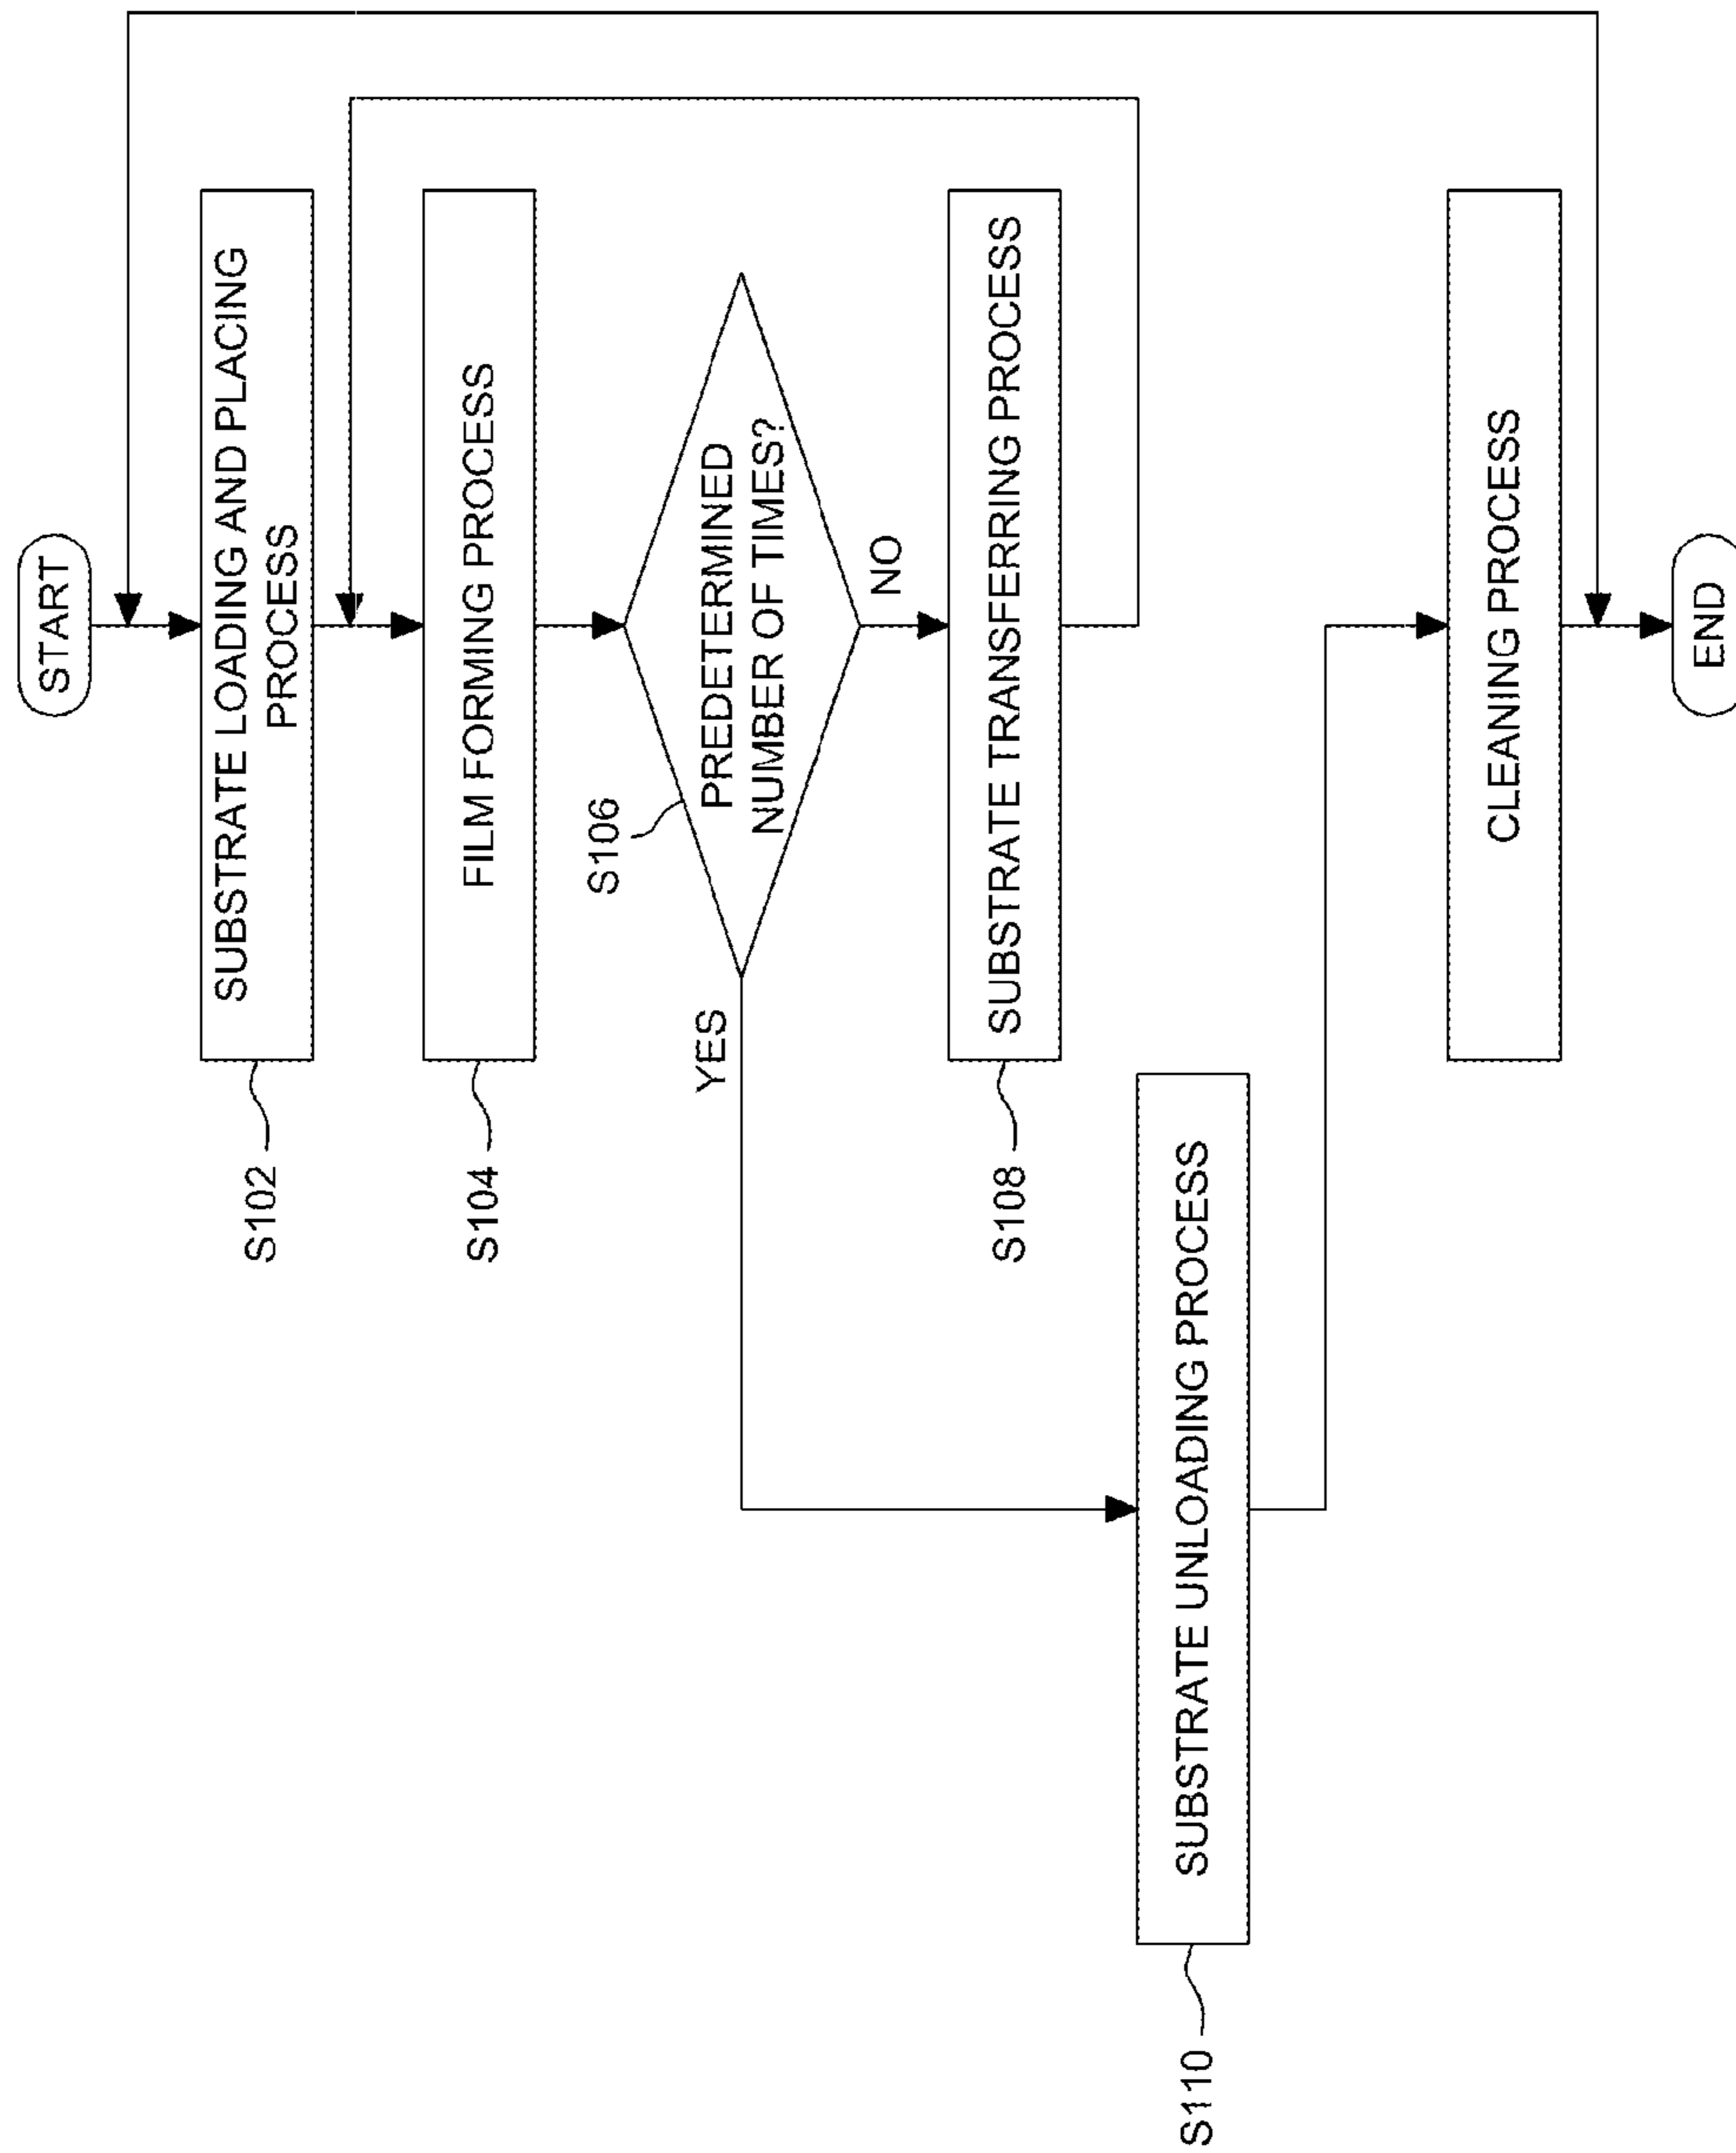 START
SUBSTRATE LOADING AND PLACING
PROCESS
S102
FILM FORMING PROCESS
S104
S106
PREDETERMINED
NUMBER OF TIMES?
YES
NO
SUBSTRATE TRANSFERRING PROCESS
S108
SUBSTRATE UNLOADING PROCESS
S110
CLEANING PROCESS
END